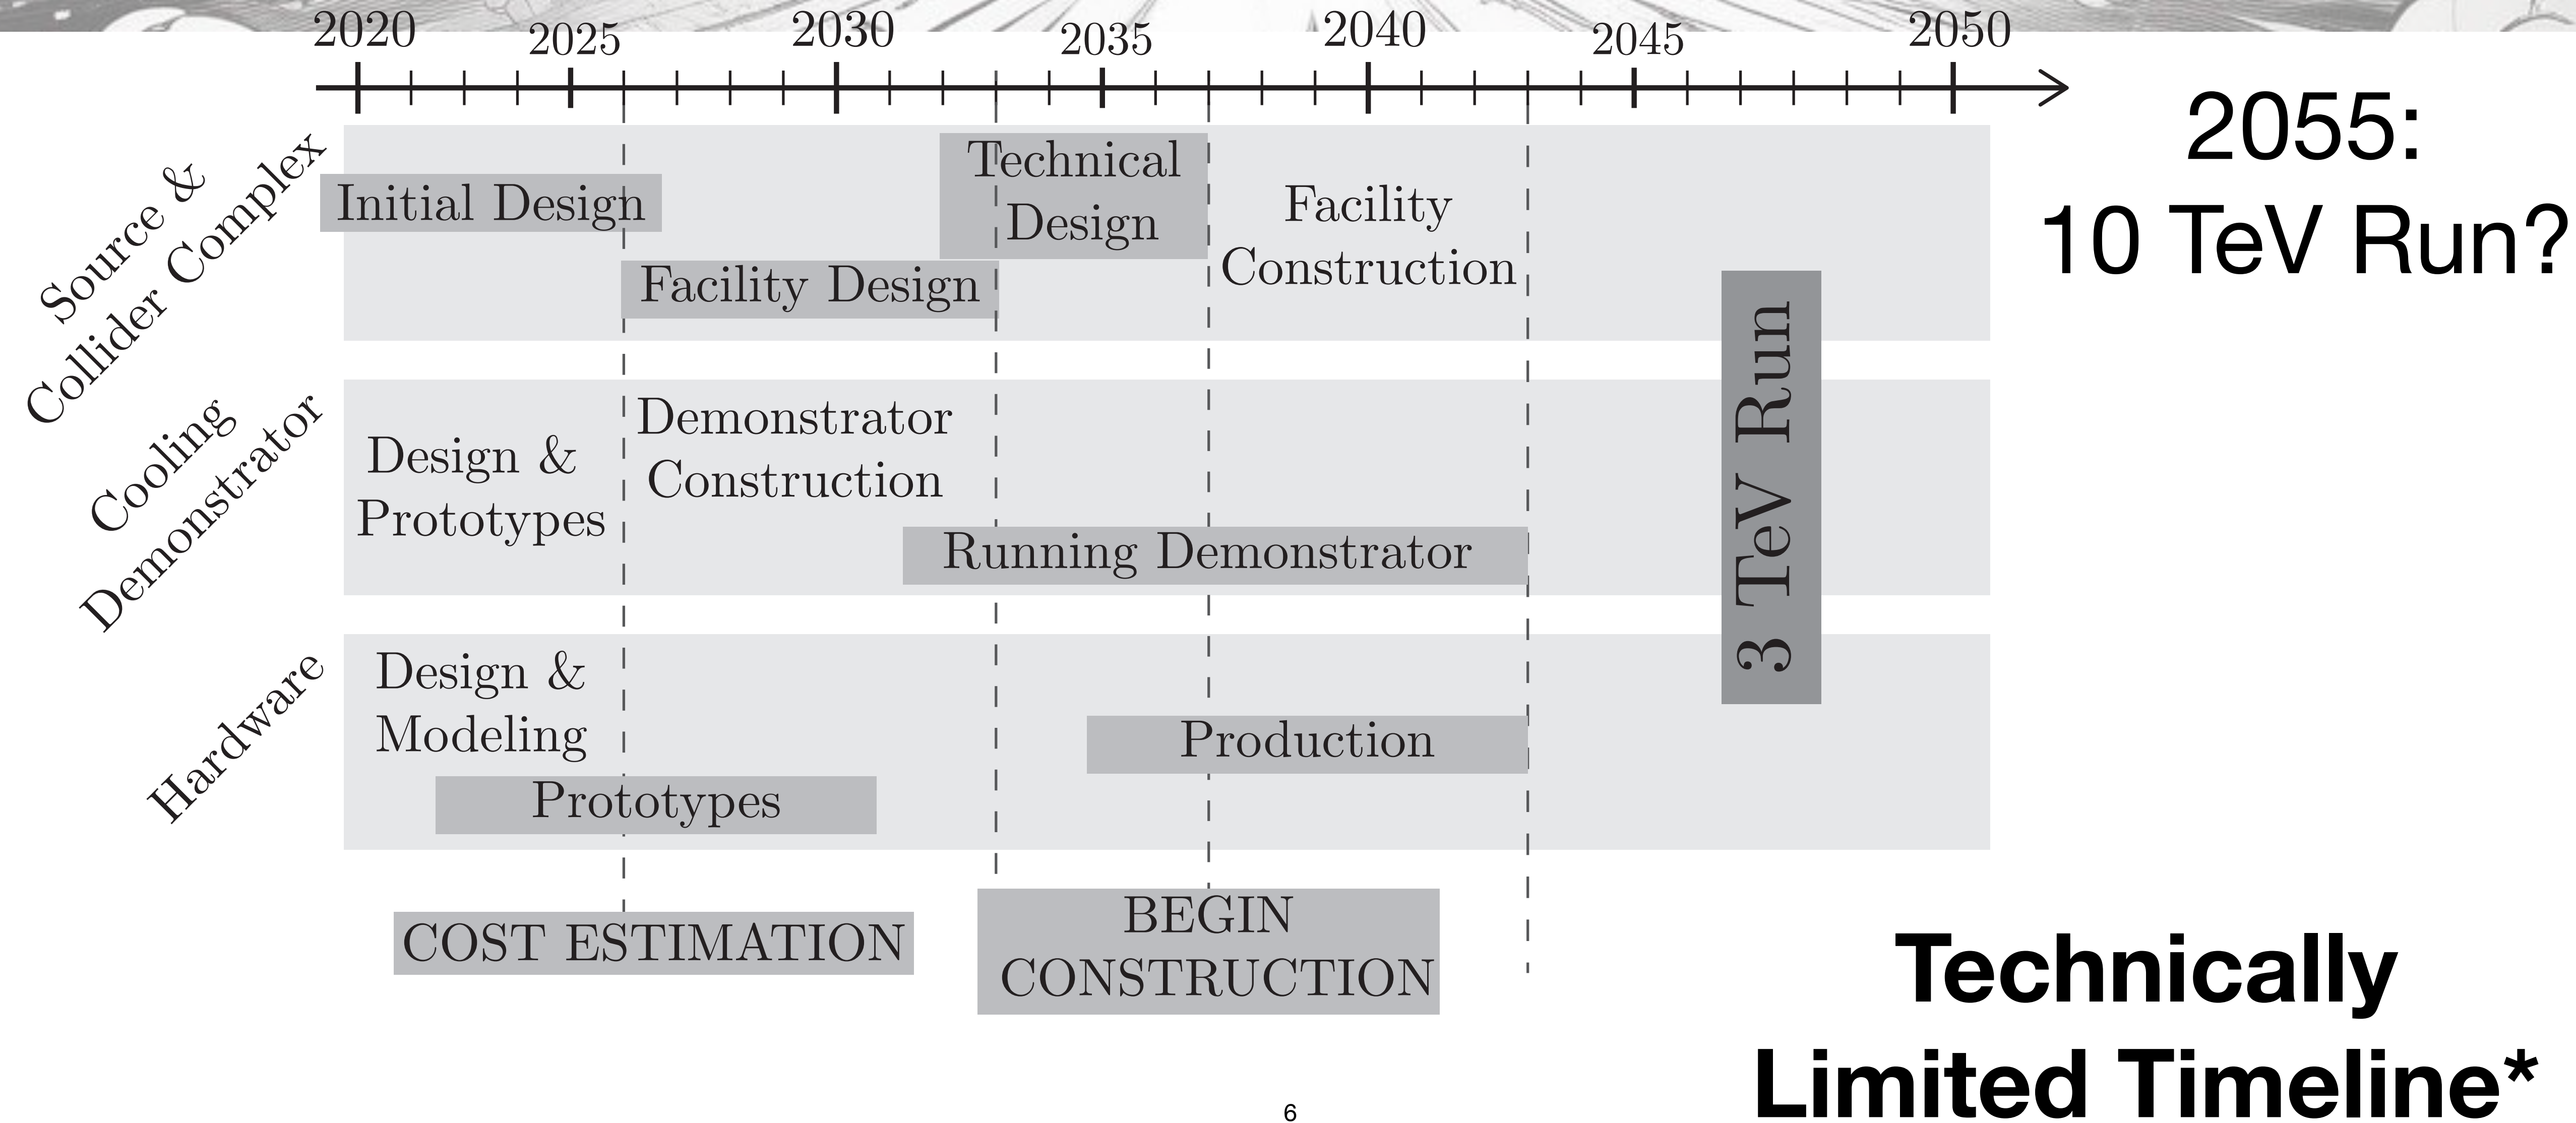 2020
2025
2030
2035
2040
2045
2050
2055:
10 TeV Run?
Source &
Collider Complex
Initial Design
Facility Design
Technical
Design
Facility
Construction
Cooling
Demonstrator
Design &
Prototypes
Demonstrator
Construction
Running Demonstrator
3 TeV Run
Hardware
Design &
Modeling
Prototypes
Production
COST ESTIMATION
BEGIN
CONSTRUCTION
Technically
Limited Timeline*
6